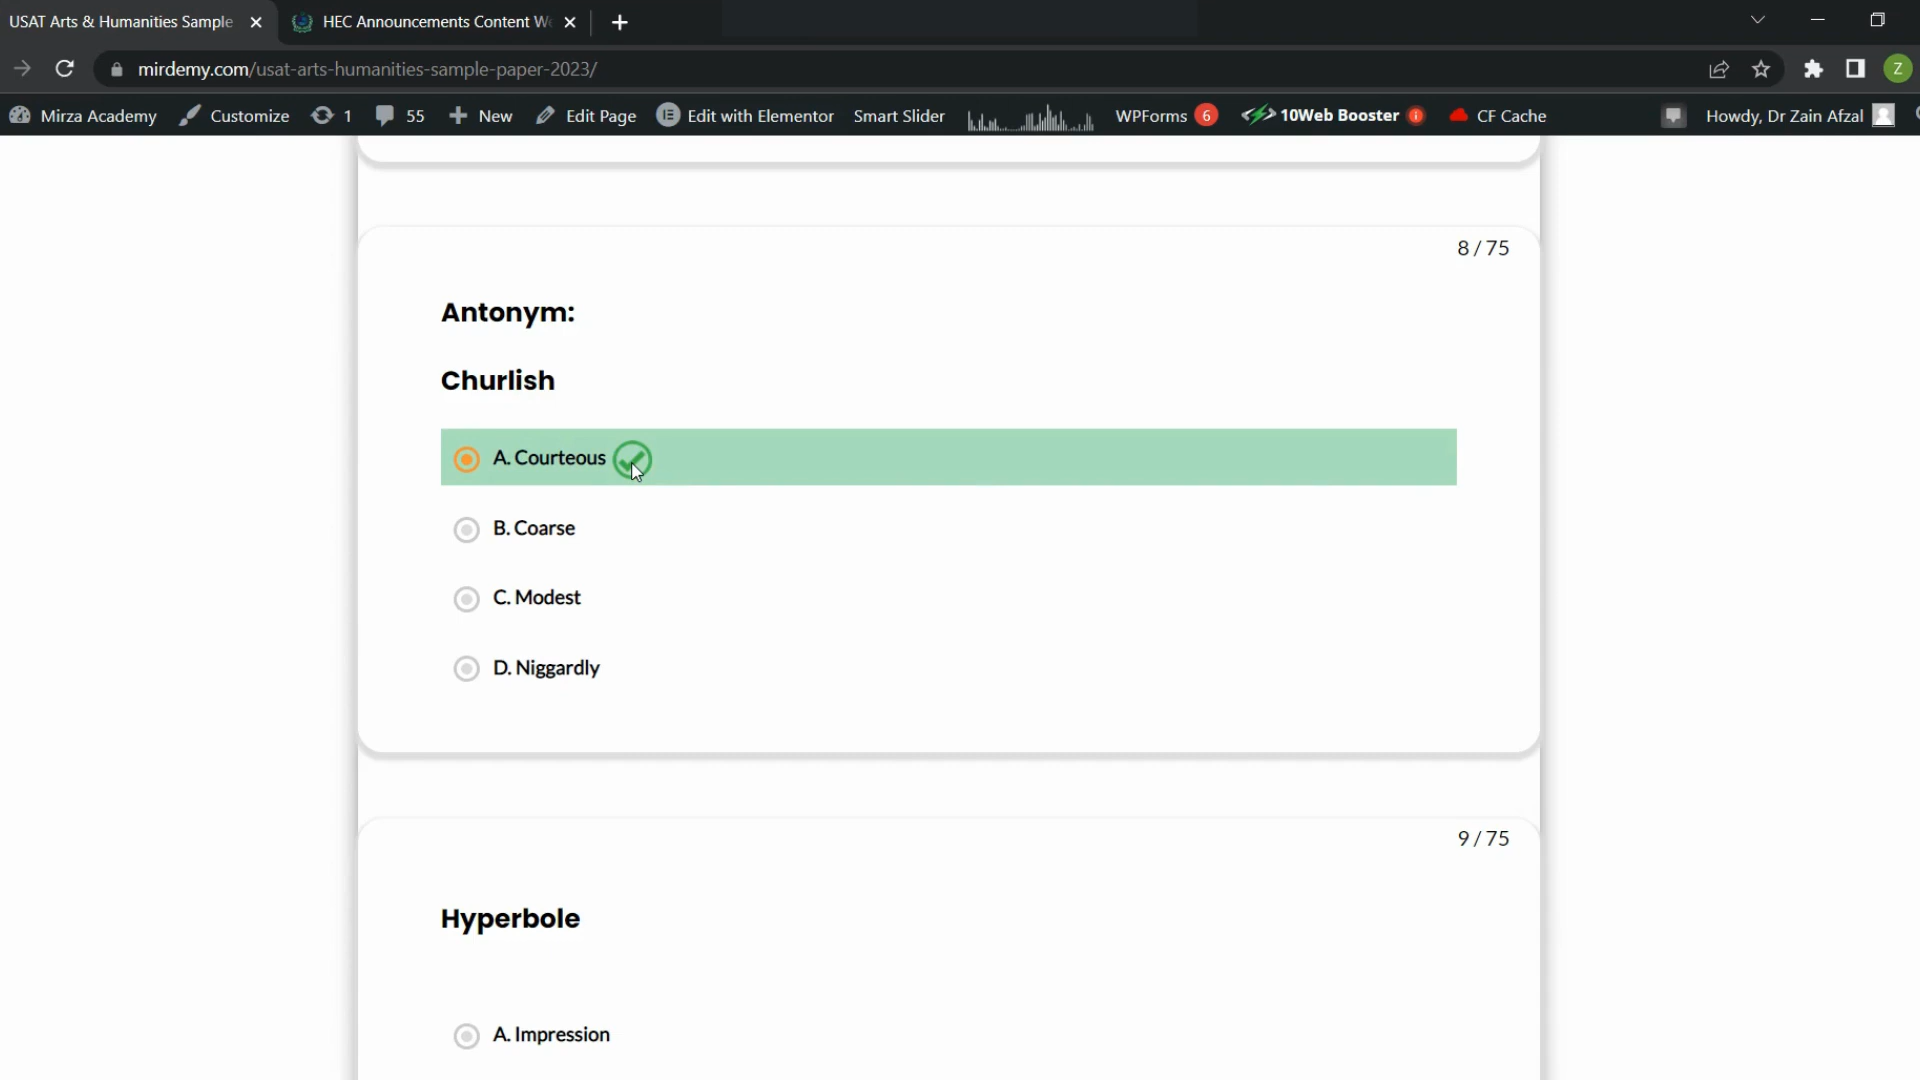 USAT Arts & Humanities Sample
HEC Announcements Content W
mirdemy.com/usat-arts-humanities-sample-paper-2023/
Z
Mirza Academy
Customize
1
55
New
Edit Page
Edit with Elementor
Smart Slider
WPForms 6
10Web Booster
CF Cache
Howdy, Dr Zain Afzal
8 / 75
Antonym:
Churlish
A. Courteous
B. Coarse
C. Modest
D. Niggardly
9 / 75
Hyperbole
A. Impression